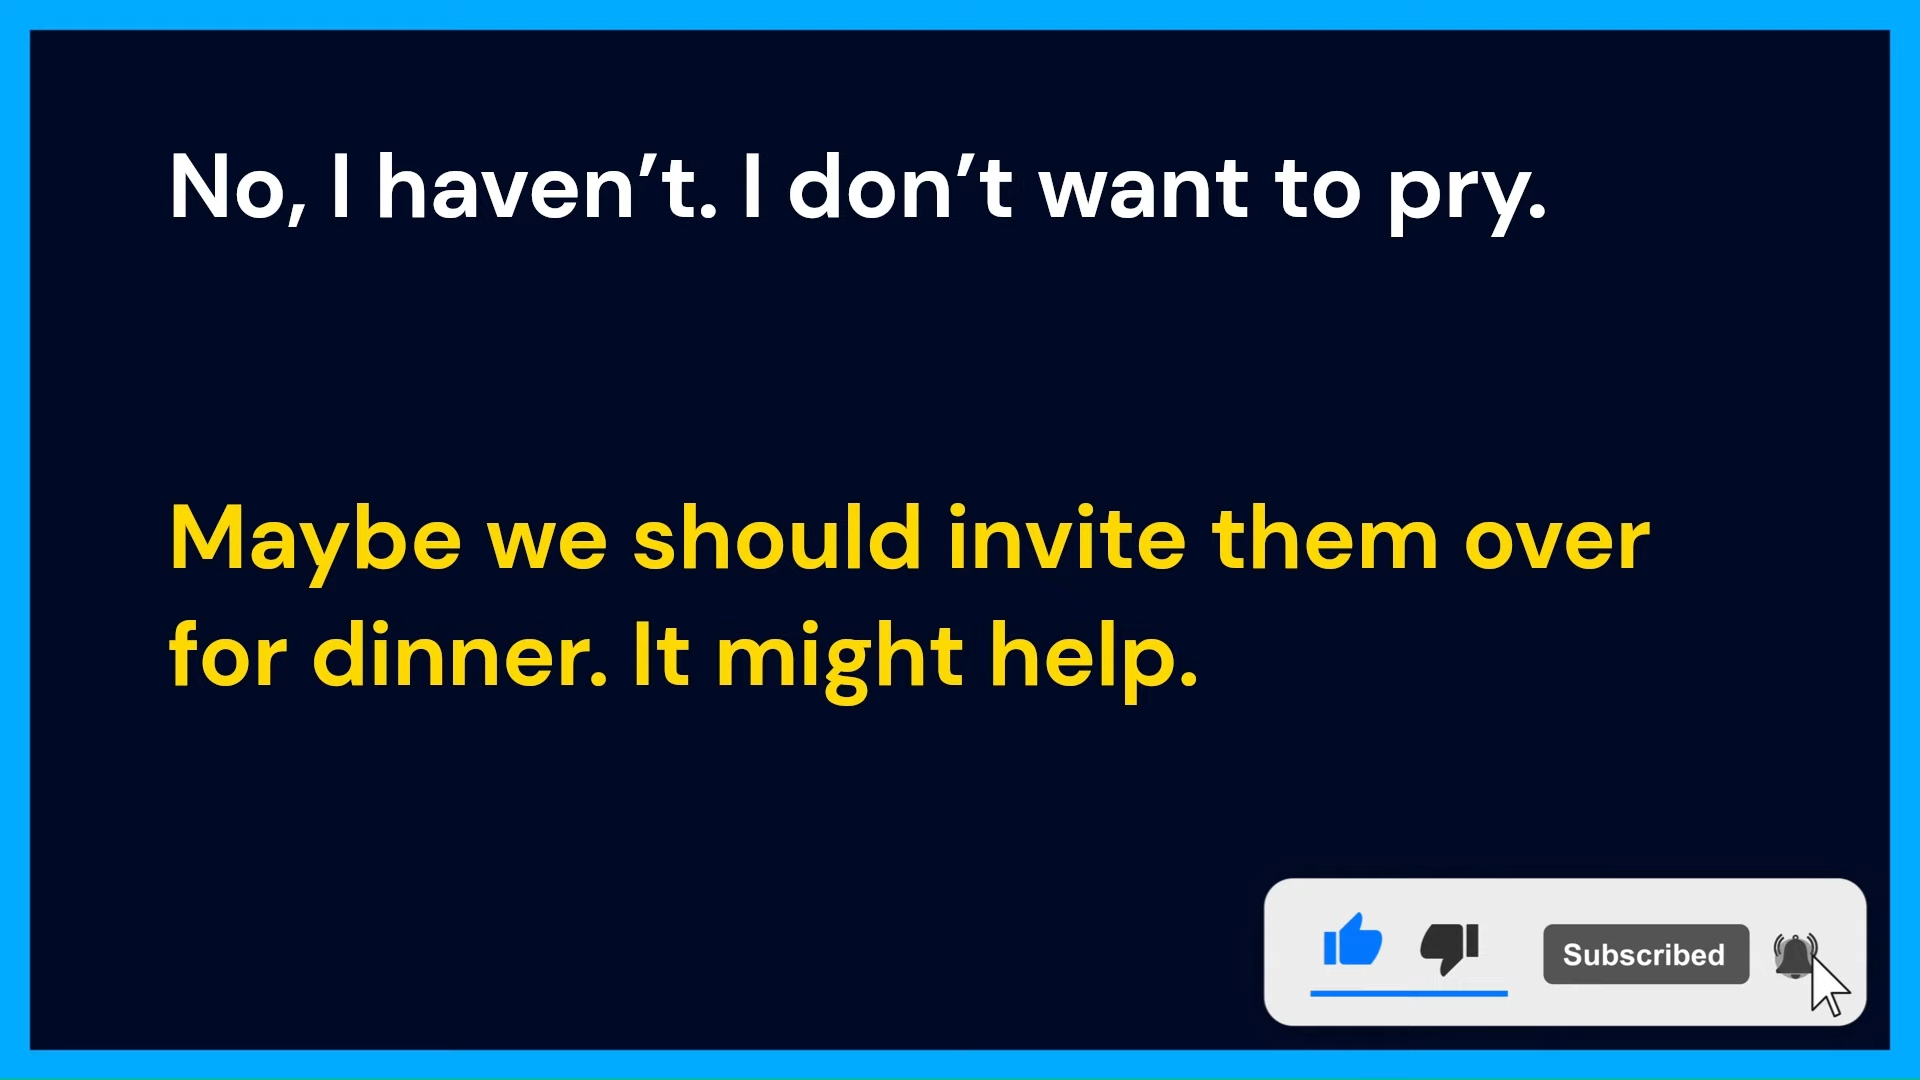 No, I haven’t. I don’t want to pry.
Maybe we should invite them over
for dinner. It might help.
Subscribed